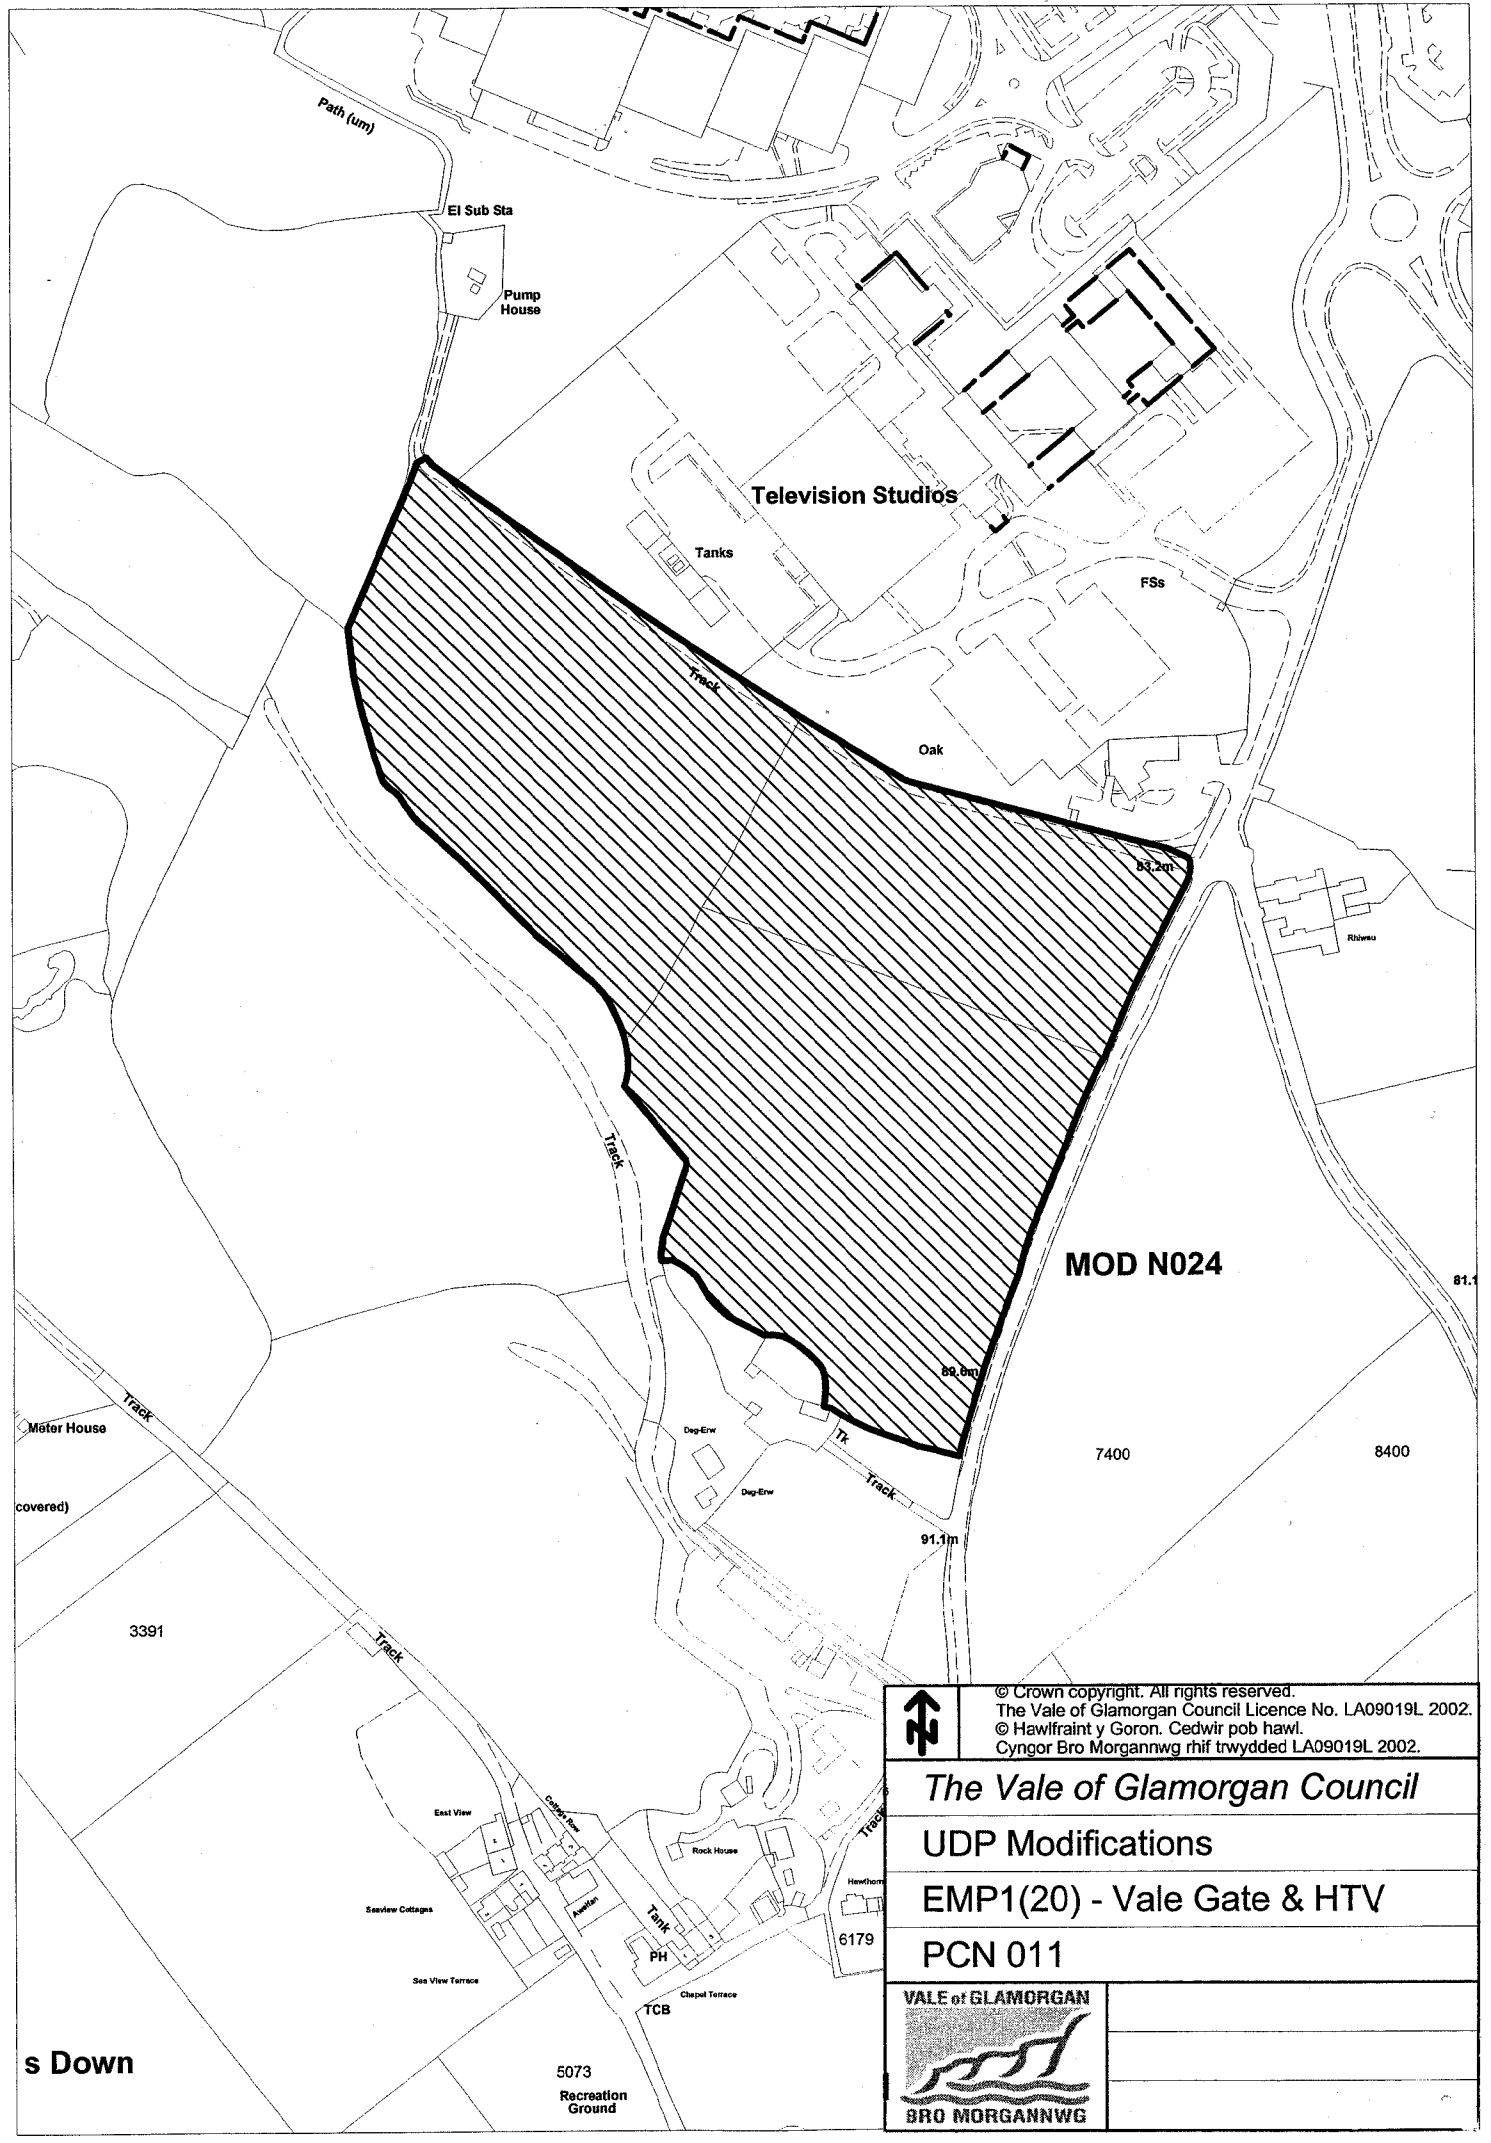 Path (um)
El Sub Sta
Pump
House
Television Studios
Tanks
FSs
Track
Oak
83.2m
Rhiwau
Track
MOD N024
81.1
89.6m
Track
Meter House
Deg-Erw
Tk
7400
8400
Track
Deg-Erw
covered)
91.1m
3391
Track
© Crown copyright. All rights reserved.
The Vale of Glamorgan Council Licence No. LA09019L 2002.
© Hawlfraint y Goron. Cedwir pob hawl.
Cyngor Bro Morgannwg rhif trwydded LA09019L 2002.
N
The Vale of Glamorgan Council
UDP Modifications
EMP1(20) - Vale Gate & HTV
PCN 011
VALE of GLAMORGAN
BRO MORGANNWG
East View
Cottage Row
Track
Rock House
Hawthorn
Seaview Cottages
Awelfan
Tank
6179
PH
Sea View Terrace
Chapel Terrace
TCB
s Down
5073
Recreation
Ground